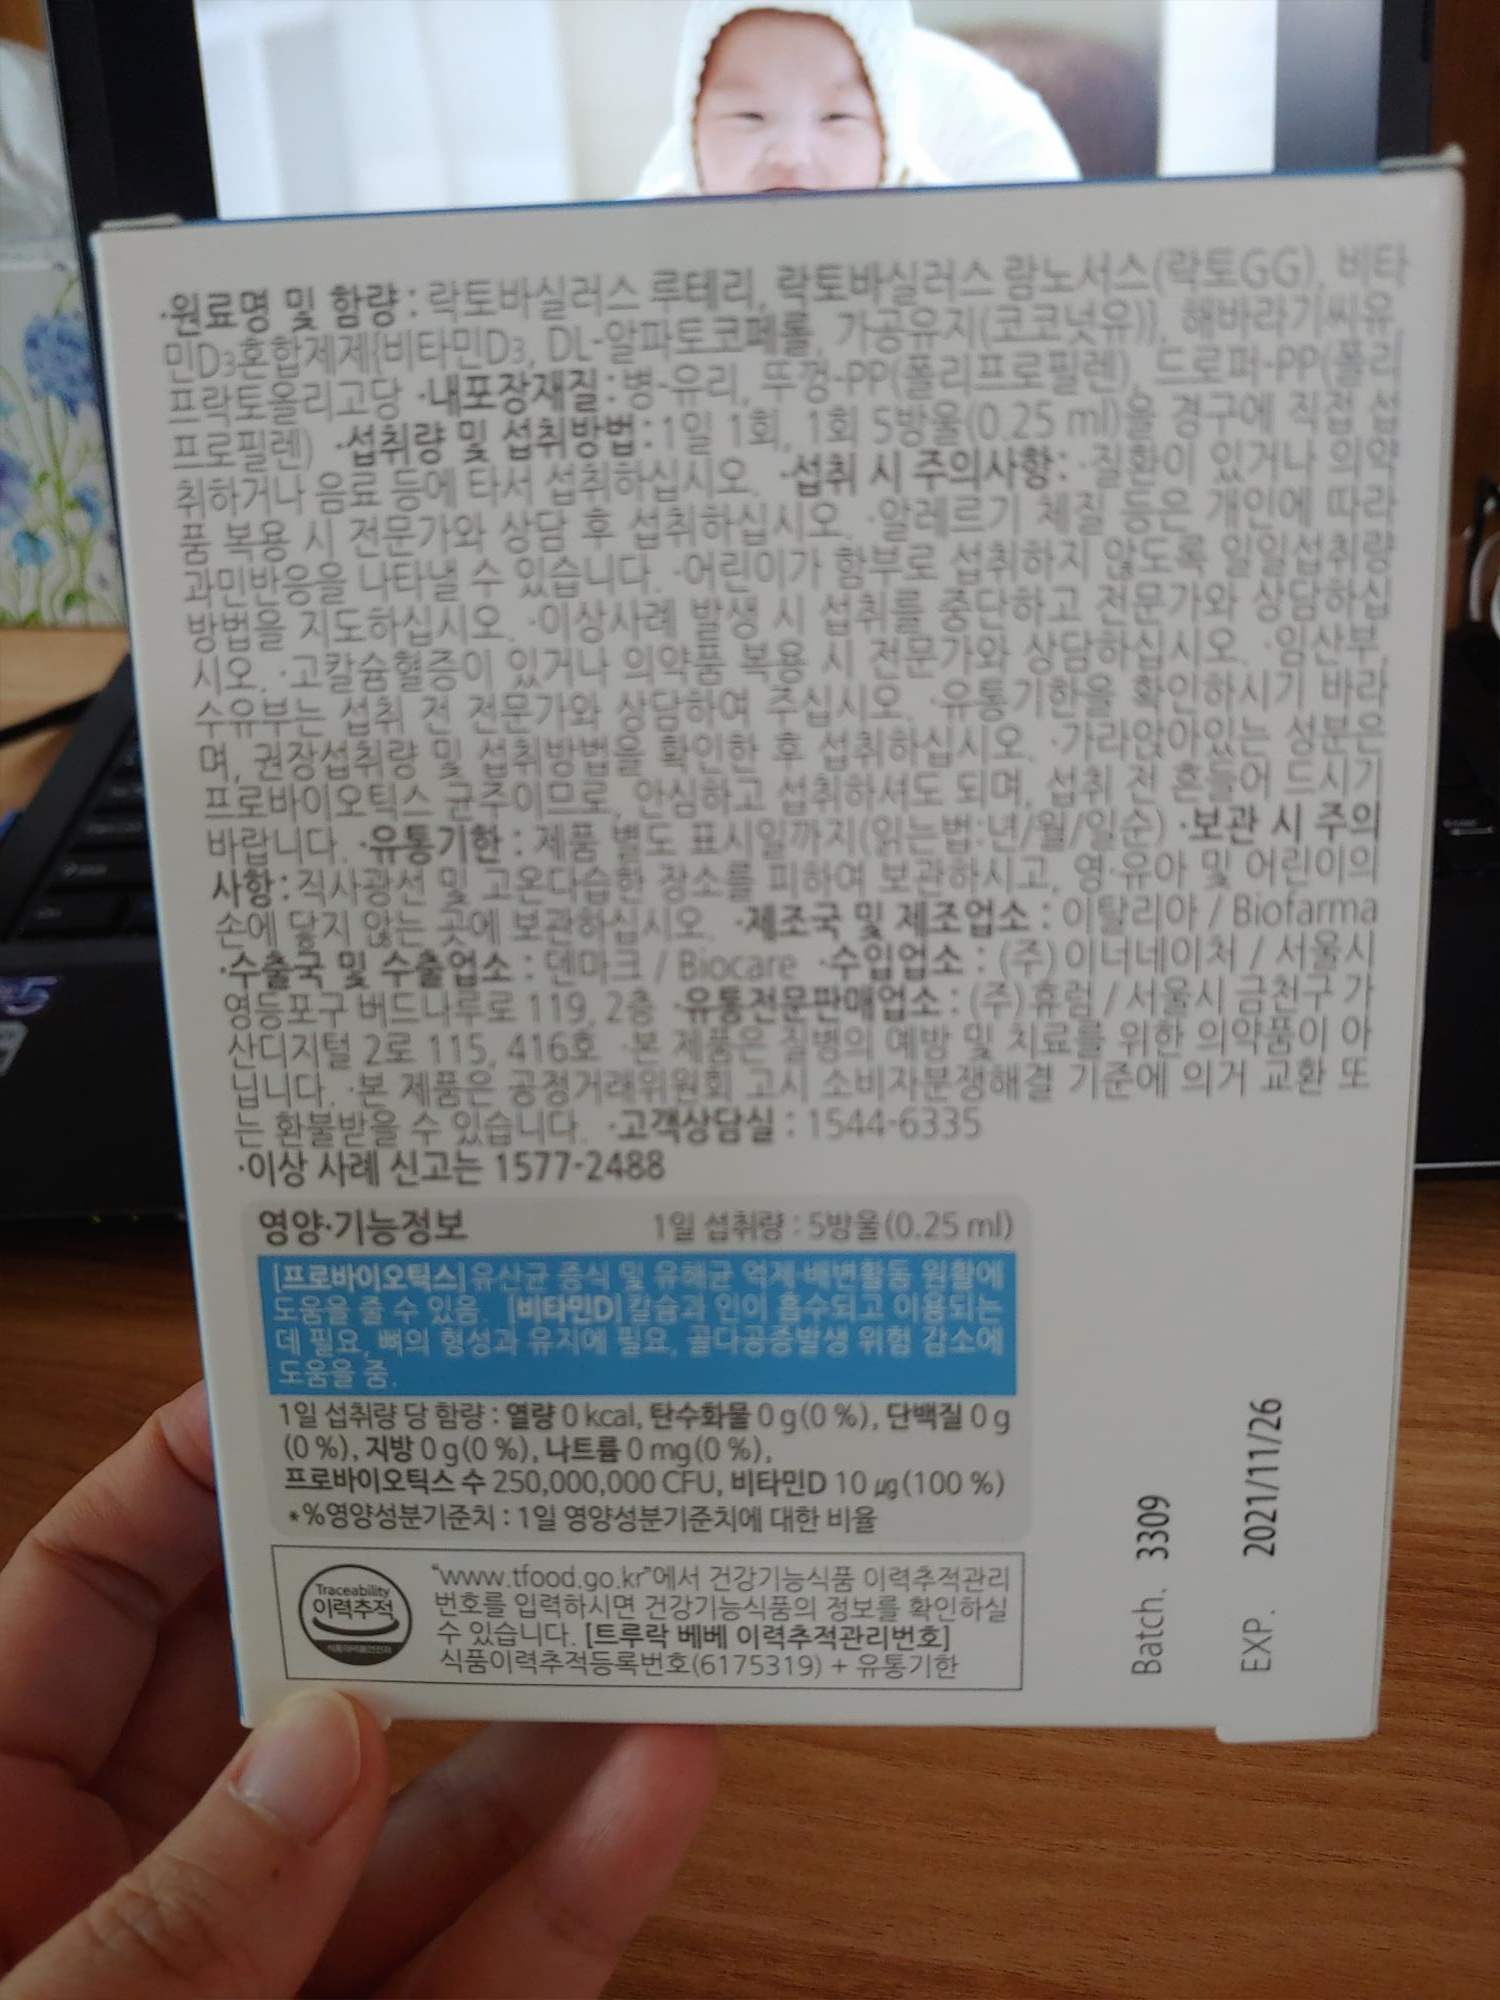 ·원료명 및 함량 : 락토바실러스 루테리, 락토바실러스 람노서스(락토GG), 비타
민D₃혼합제제{비타민D₃, DL-알파토코페롤, 가공유지(코코넛유)}, 해바라기씨유,
프락토올리고당 ·내포장재질 : 병-유리, 뚜껑-PP(폴리프로필렌), 드로퍼-PP(폴리
프로필렌) ·섭취량 및 섭취방법 : 1일 1회, 1회 5방울(0.25 ml)을 경구에 직접 섭
취하거나 음료 등에 타서 섭취하십시오. ·섭취 시 주의사항 : ·질환이 있거나 의약
품 복용 시 전문가와 상담 후 섭취하십시오. ·알레르기 체질 등은 개인에 따라
과민반응을 나타낼 수 있습니다. ·어린이가 함부로 섭취하지 않도록 일일섭취량
방법을 지도하십시오. ·이상사례 발생 시 섭취를 중단하고 전문가와 상담하십
시오. ·고칼슘혈증이 있거나 의약품 복용 시 전문가와 상담하십시오. ·임산부,
수유부는 섭취 전 전문가와 상담하여 주십시오. ·유통기한을 확인하시기 바라
며, 권장섭취량 및 섭취방법을 확인한 후 섭취하십시오. ·가라앉아있는 성분은
프로바이오틱스 균주이므로, 안심하고 섭취하셔도 되며, 섭취 전 흔들어 드시기
바랍니다. ·유통기한 : 제품 별도 표시일까지(읽는법:년/월/일순) ·보관 시 주의
사항 : 직사광선 및 고온다습한 장소를 피하여 보관하시고, 영·유아 및 어린이의
손에 닿지 않는 곳에 보관하십시오. ·제조국 및 제조업소 : 이탈리아 / Biofarma
·수출국 및 수출업소 : 덴마크 / Biocare ·수입업소 : (주)이너네이처 / 서울시
영등포구 버드나루로 119, 2층 ·유통전문판매업소 : (주)휴럼 / 서울시 금천구 가
산디지털 2로 115, 416호 ·본 제품은 질병의 예방 및 치료를 위한 의약품이 아
닙니다. ·본 제품은 공정거래위원회 고시 소비자분쟁해결 기준에 의거 교환 또
는 환불받을 수 있습니다. ·고객상담실 : 1544-6335
·이상 사례 신고는 1577-2488
영양·기능정보 1일 섭취량 : 5방울(0.25 ml)
[프로바이오틱스] 유산균 증식 및 유해균 억제·배변활동 원활에
도움을 줄 수 있음. [비타민D] 칼슘과 인이 흡수되고 이용되는
데 필요, 뼈의 형성과 유지에 필요, 골다공증발생 위험 감소에
도움을 줌.
1일 섭취량 당 함량 : 열량 0 kcal, 탄수화물 0 g(0 %), 단백질 0 g
(0 %), 지방 0 g(0 %), 나트륨 0 mg(0 %),
프로바이오틱스 수 250,000,000 CFU, 비타민D 10 μg(100 %)
*%영양성분기준치 : 1일 영양성분기준치에 대한 비율
Traceability
이력추적
"www.tfood.go.kr"에서 건강기능식품 이력추적관리
번호를 입력하시면 건강기능식품의 정보를 확인하실
수 있습니다. [트루락 베베 이력추적관리번호]
식품이력추적등록번호(6175319) + 유통기한
Batch. 3309
EXP. 2021/11/26